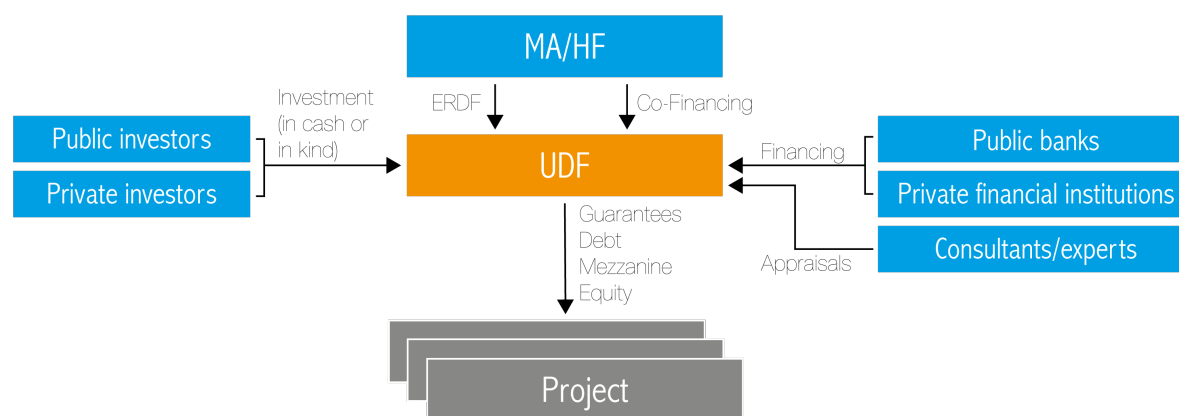 MA/HF
ERDF
Co-Financing
Investment
(in cash or
in kind)
Public investors
Private investors
UDF
Financing
Public banks
Private financial institutions
Consultants/experts
Appraisals
Guarantees
Debt
Mezzanine
Equity
Project